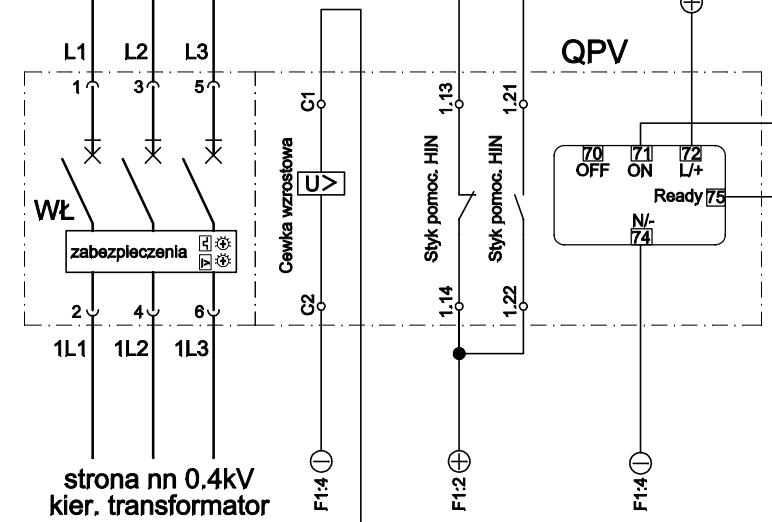 L1 L2 L3
QPV
1 3 5
C1
1.13
1.21
WŁ
zabezpieczenia
Cewka wzrostowa
U>
Styk pomoc. HIN
Styk pomoc. HIN
70 71 72
OFF ON L/+
Ready 75
N/-
74
2 4 6
C2
1.14
1.22
1L1 1L2 1L3
strona nn 0.4kV
kier. transformator
F1:4
F1:2
F1:4